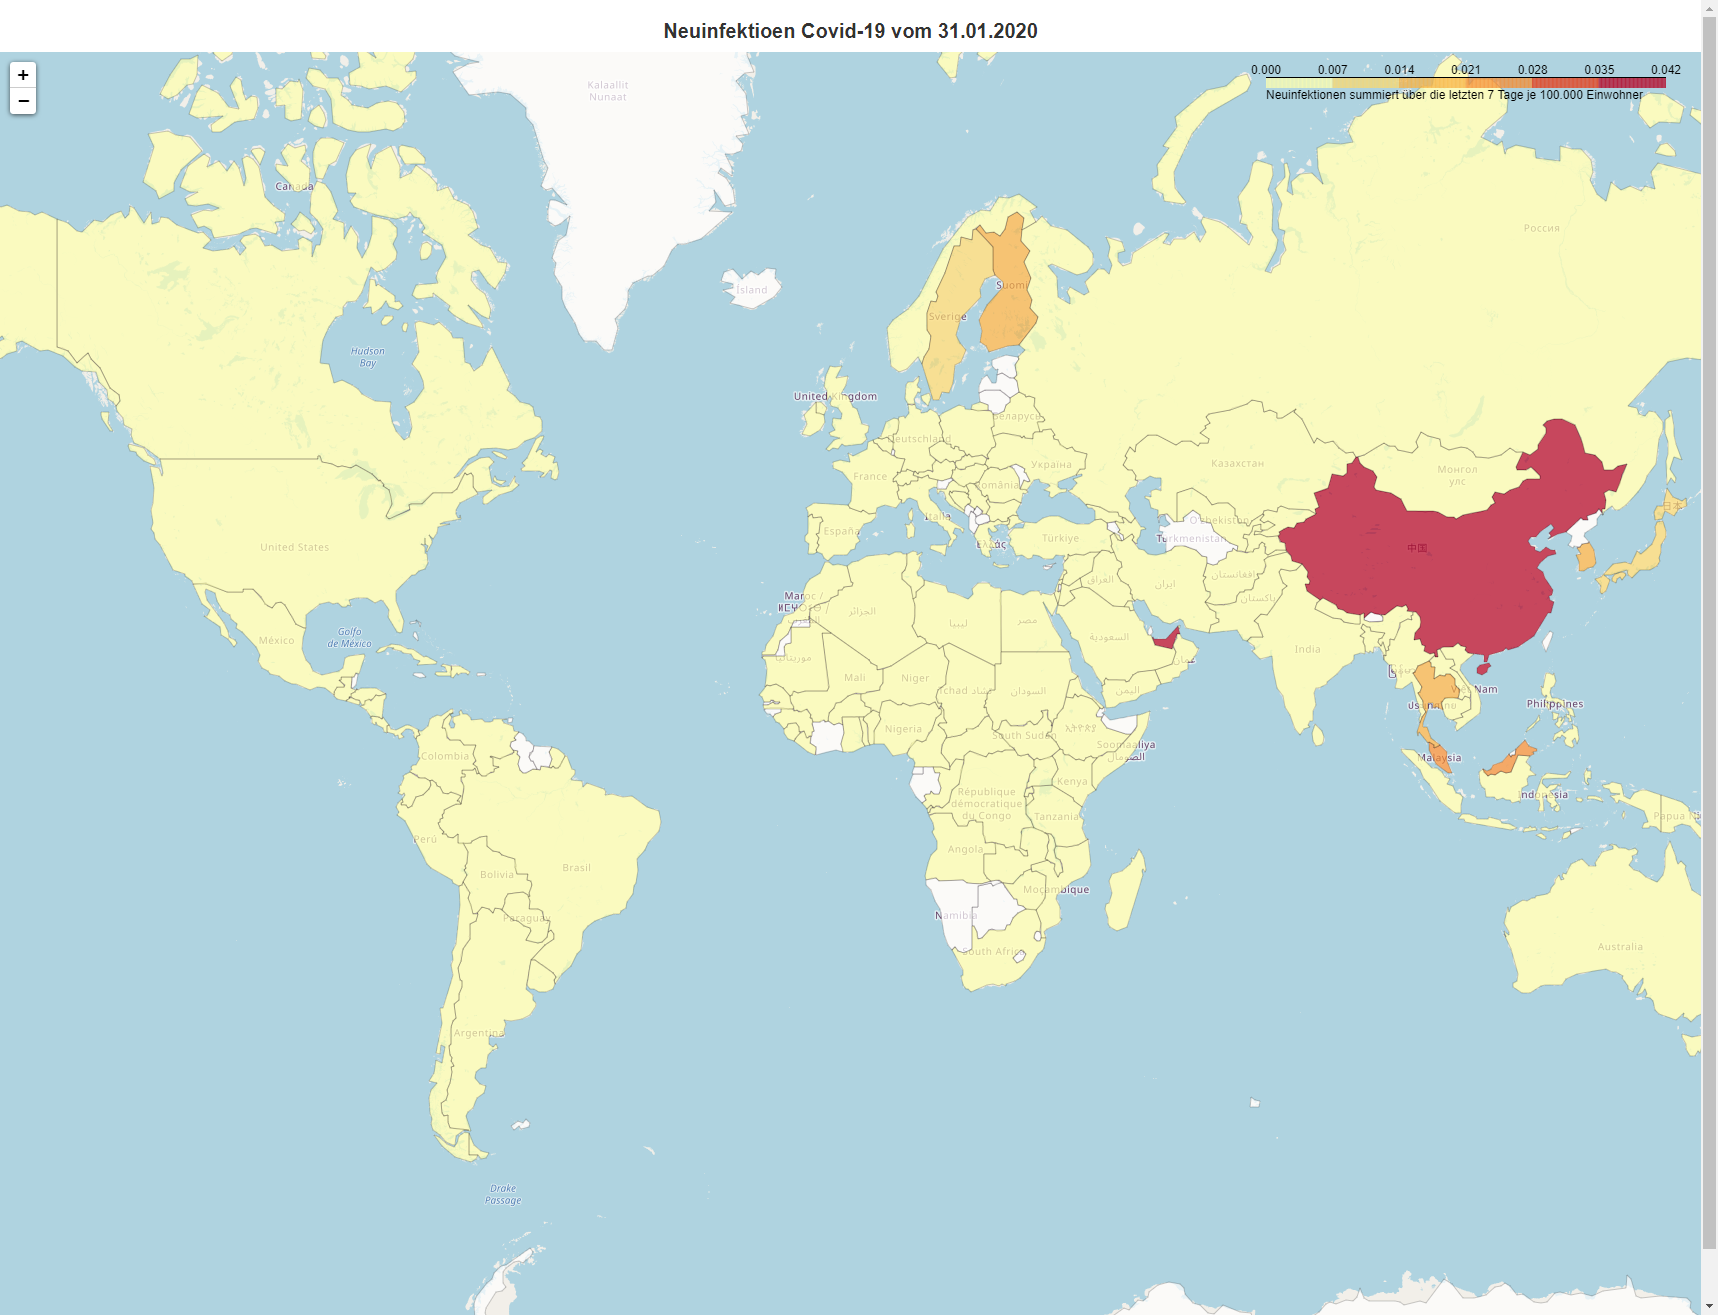 Neuinfektioen Covid-19 vom 31.01.2020
+
−
0.000 0.007 0.014 0.021 0.028 0.035 0.042
Neuinfektionen summiert über die letzten 7 Tage je 100.000 Einwohner
Kalaallit
Nunaat
Canada
Россия
Ísland
Suomi
Sverige
Hudson
Bay
United Kingdom
Беларусь
Deutschland
Україна
Казахстан
Монгол
улс
France
România
Italia
España
Ελλάς
Türkiye
Türkmenistan
中国
日本
United States
العراق
ایران
افغانستان
پاکستان
Maroc /
الجزائر
ليبيا
مصر
السعودية
عمان
México
Golfo
de México
India
موريتانيا
Mali
Niger
Tchad تشاد
السودان
اليمن
Việt Nam
Philippines
Nigeria
South Sudan
ኢትዮጵያ
Soomaaliya
الصومال
Colombia
Malaysia
Kenya
République
démocratique
du Congo
Indonesia
Tanzania
Papua
Perú
Angola
Brasil
Bolivia
Moçambique
Namibia
Paraguay
South Africa
Australia
Argentina
Drake
Passage